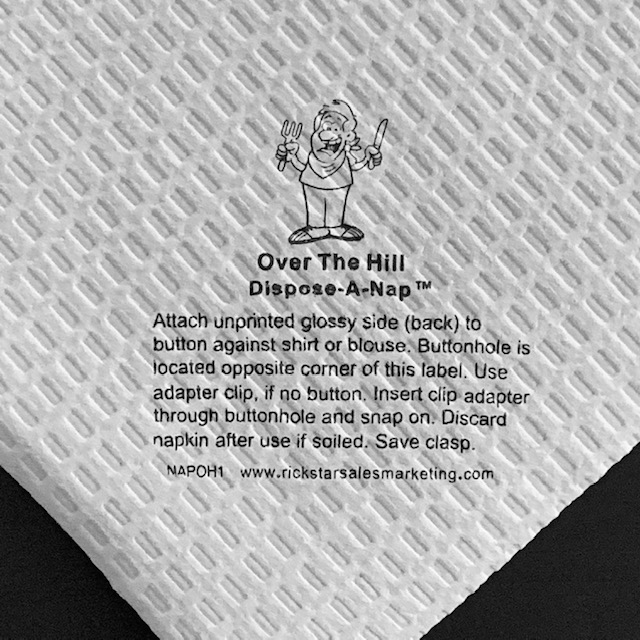 Over The Hill
Dispose-A-Nap™
Attach unprinted glossy side (back) to
button against shirt or blouse. Buttonhole is
located opposite corner of this label. Use
adapter clip, if no button. Insert clip adapter
through buttonhole and snap on. Discard
napkin after use if soiled. Save clasp.
NAPOH1 www.rickstarsalesmarketing.com